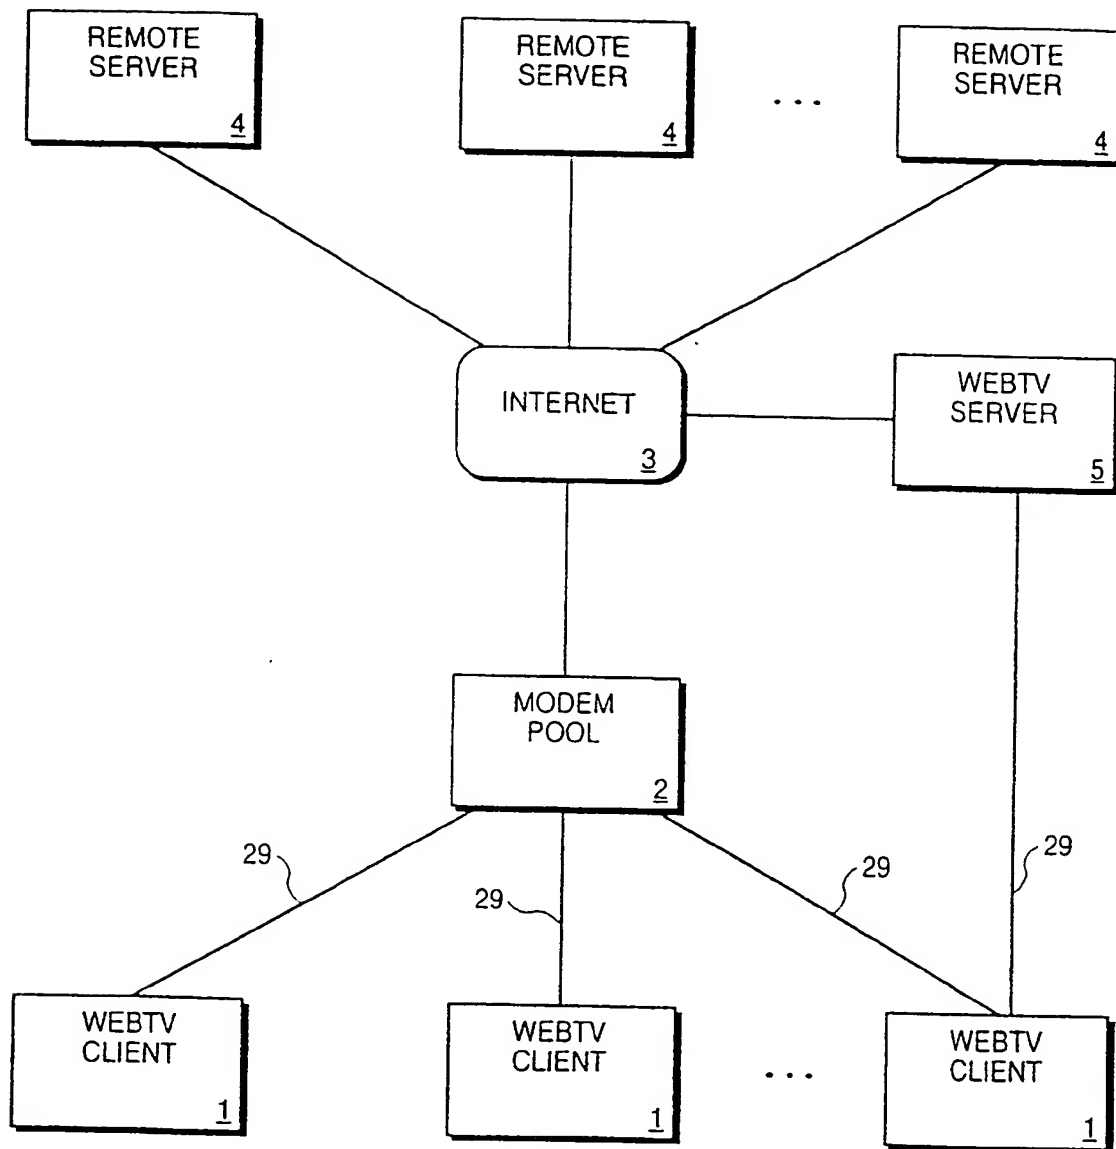 REMOTE
SERVER
4
REMOTE
SERVER
4
...
REMOTE
SERVER
4
INTERNET
3
WEBTV
SERVER
5
MODEM
POOL
2
29
29
29
29
WEBTV
CLIENT
1
WEBTV
CLIENT
1
...
WEBTV
CLIENT
1